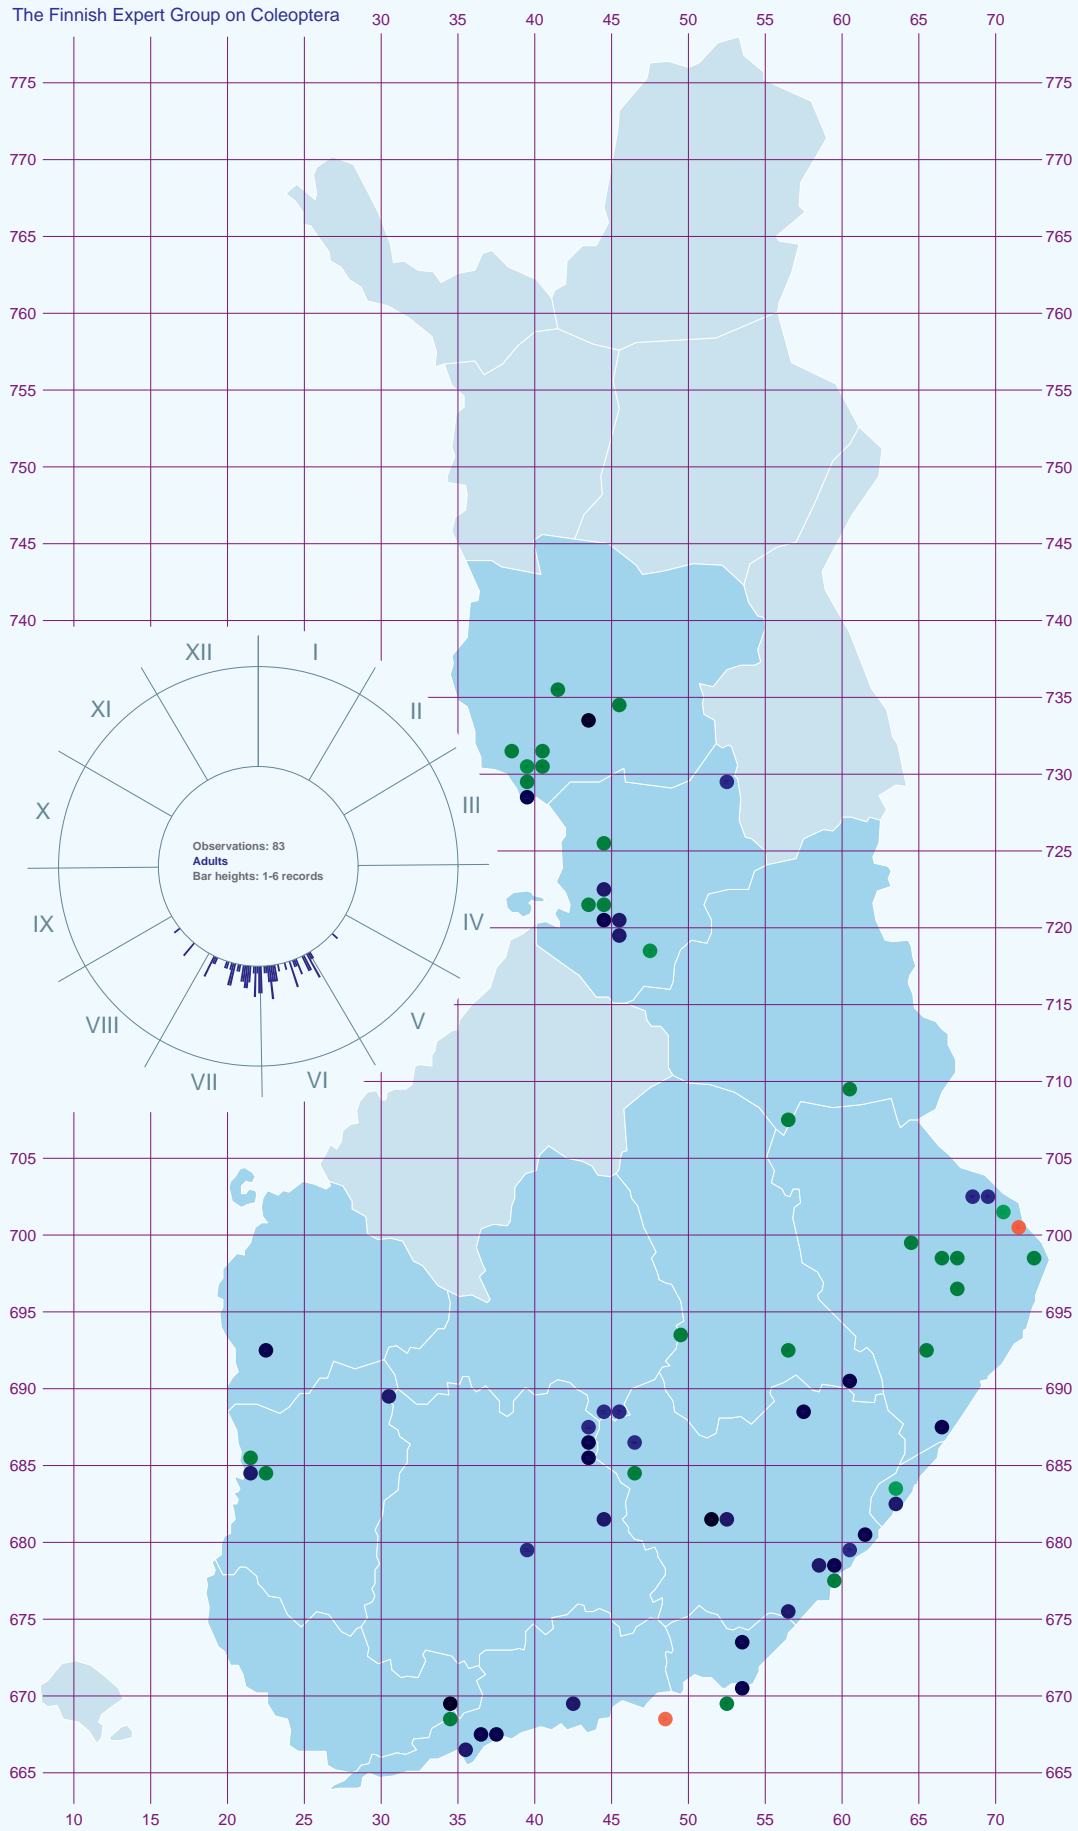 The Finnish Expert Group on Coleoptera 30 35 40 45 50 55 60 65 70
775 775
770 770
765 765
760 760
755 755
750 750
745 745
740 740
XII I
XI II
735
730
X III
Observations: 83
Adults
Bar heights: 1-6 records
725
IX IV
720
VIII V
715
VII VI
710
705 705
700 700
695 695
690 690
685 685
680 680
675 675
670 670
665 665
10 15 20 25 30 35 40 45 50 55 60 65 70